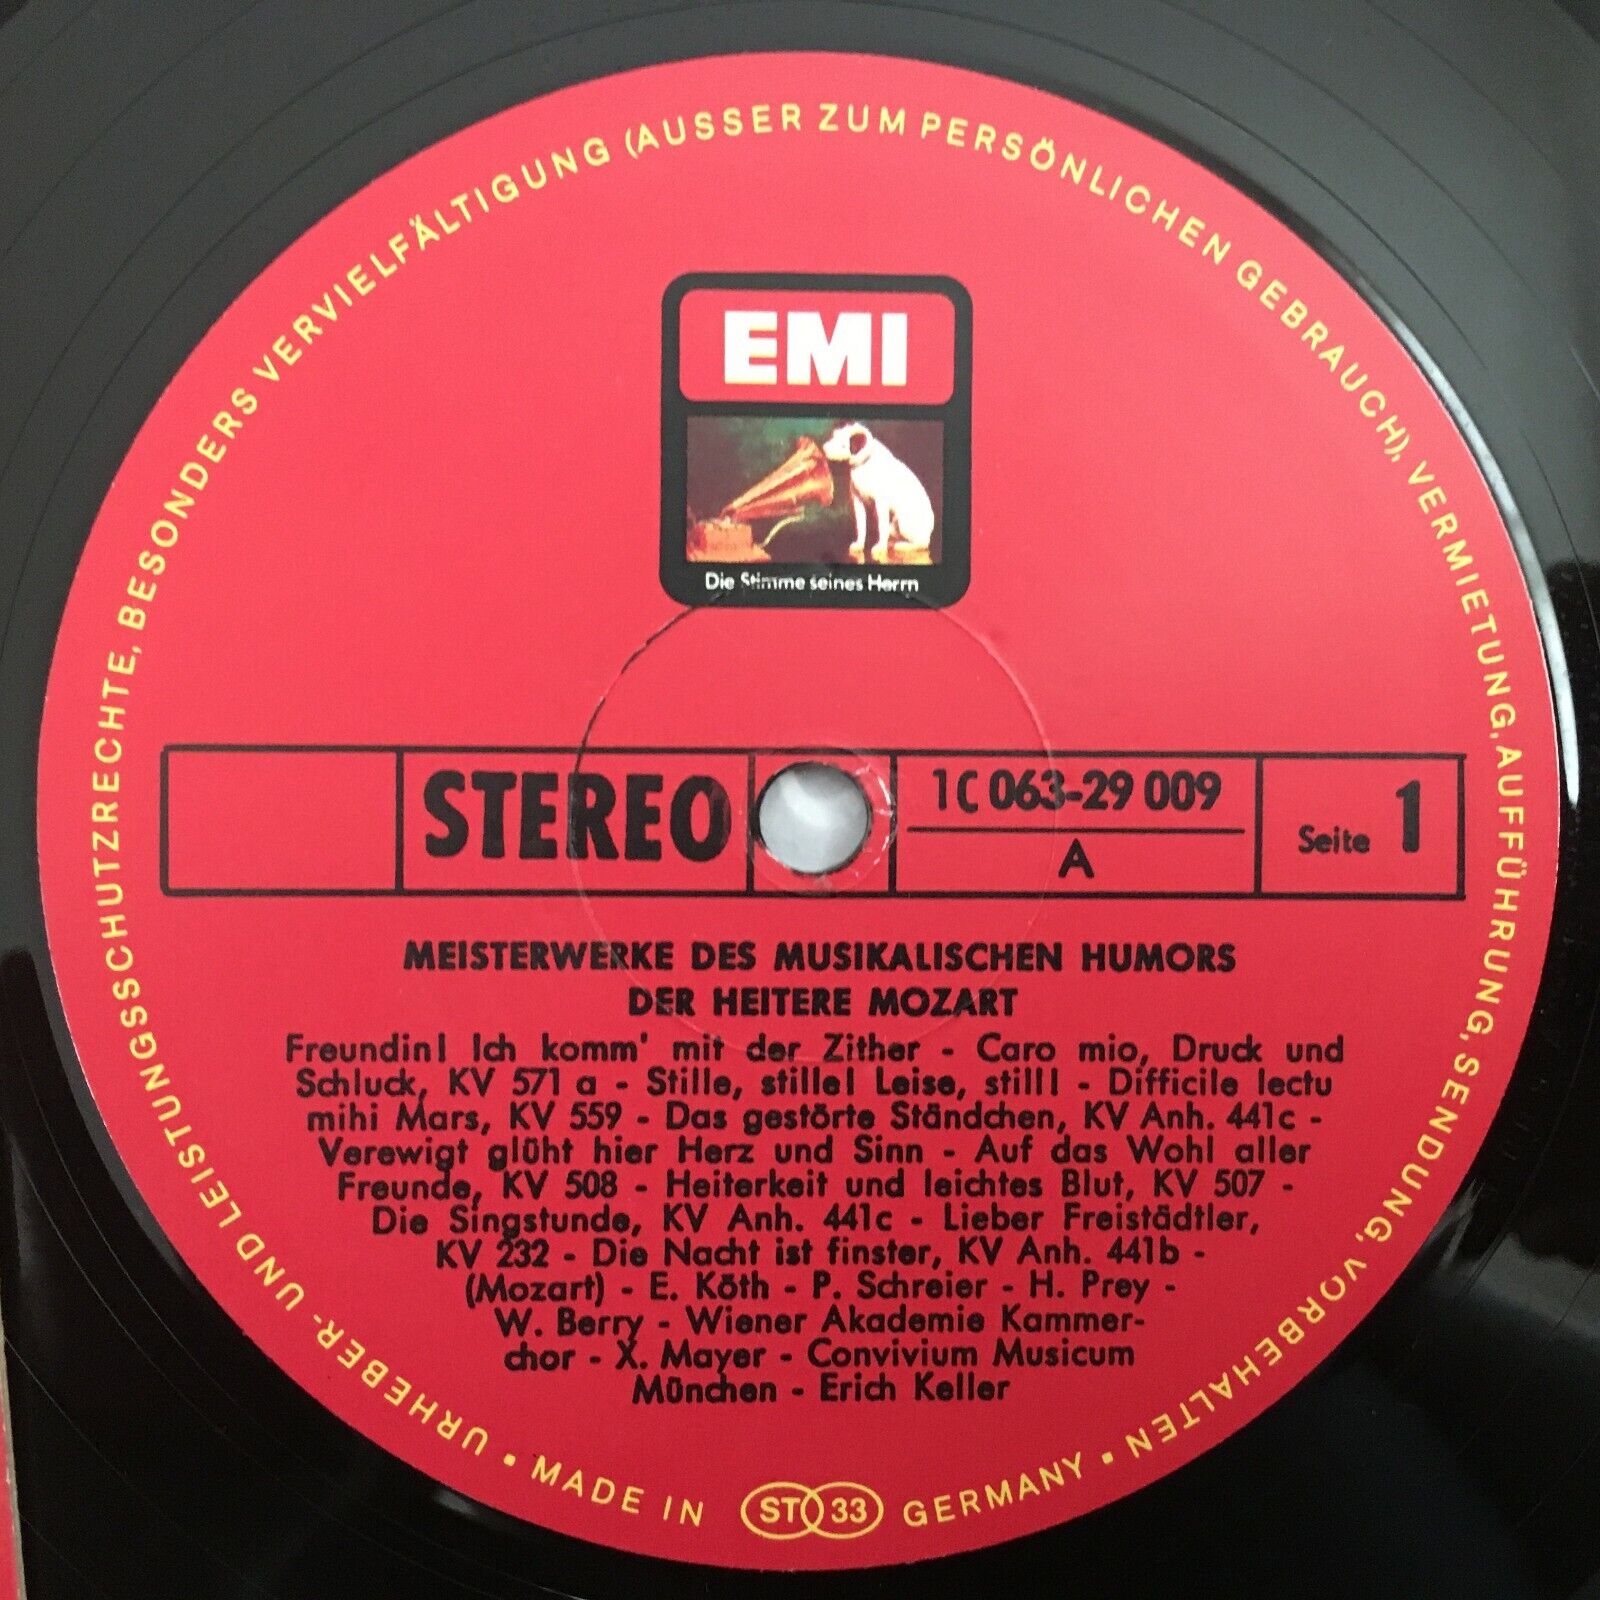 URHEBER- UND LEISTUNGSSCHUTZRECHTE, BESONDERS VERVIELFÄLTIGUNG (AUSSER ZUM PERSÖNLICHEN GEBRAUCH), VERMIETUNG, AUFFÜHRUNG, SENDUNG, VORBEHALTEN •
EMI
Die Stimme seines Herrn
STEREO
1C 063-29 009
A
Seite 1
MEISTERWERKE DES MUSIKALISCHEN HUMORS
DER HEITERE MOZART
Freundin! Ich komm' mit der Zither - Caro mio, Druck und
Schluck, KV 571 a - Stille, stille! Leise, still! - Difficile lectu
mihi Mars, KV 559 - Das gestörte Ständchen, KV Anh. 441c -
Verewigt glüht hier Herz und Sinn - Auf das Wohl aller
Freunde, KV 508 - Heiterkeit und leichtes Blut, KV 507 -
Die Singstunde, KV Anh. 441c - Lieber Freistädtler,
KV 232 - Die Nacht ist finster, KV Anh. 441b -
(Mozart) - E. Köth - P. Schreier - H. Prey -
W. Berry - Wiener Akademie Kammer-
chor - X. Mayer - Convivium Musicum
München - Erich Keller
• MADE IN ST 33 GERMANY